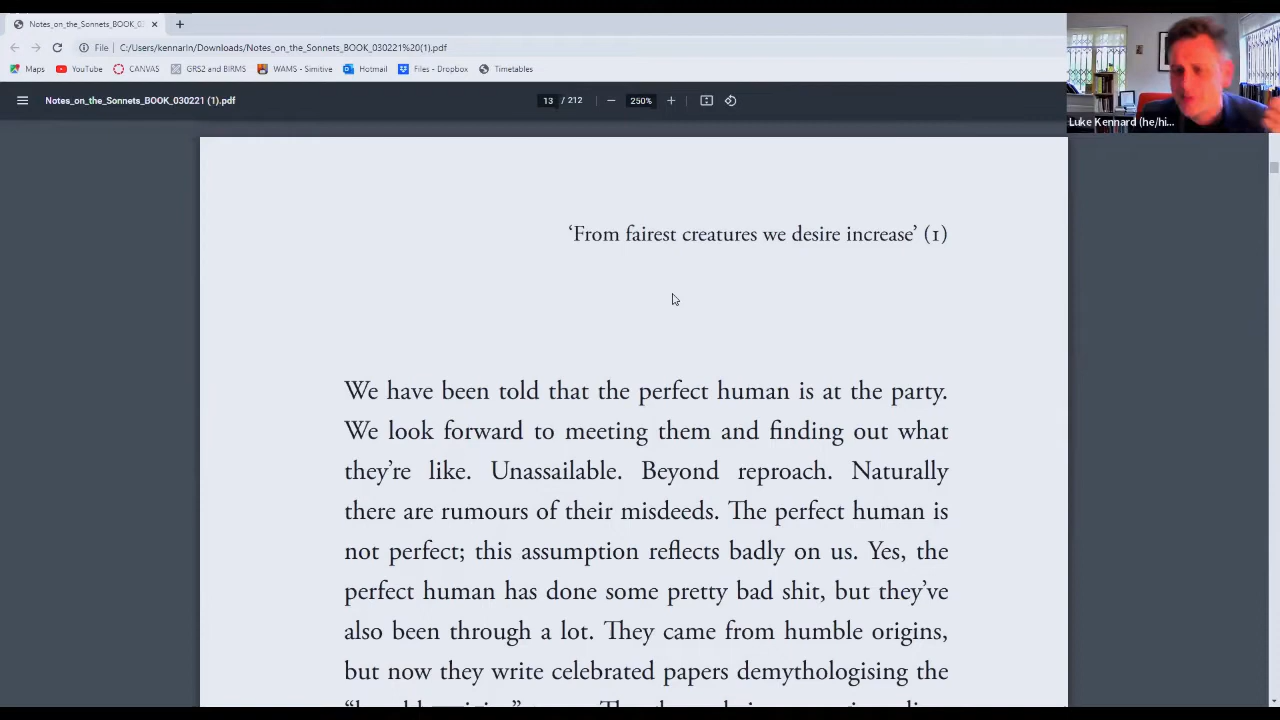 Notes_on_the_Sonnets_BOOK_03
File C:/Users/kennarin/Downloads/Notes_on_the_Sonnets_BOOK_030221%20(1).pdf
Maps YouTube CANVAS GRS2 and BIRMS WAMS - Simitive Hotmail Files - Dropbox Timetables
Notes_on_the_Sonnets_BOOK_030221 (1).pdf 13 / 212 250%
Luke Kennard (he/hi...
‘From fairest creatures we desire increase’ (1)
We have been told that the perfect human is at the party.
We look forward to meeting them and finding out what
they’re like. Unassailable. Beyond reproach. Naturally
there are rumours of their misdeeds. The perfect human is
not perfect; this assumption reflects badly on us. Yes, the
perfect human has done some pretty bad shit, but they’ve
also been through a lot. They came from humble origins,
but now they write celebrated papers demythologising the